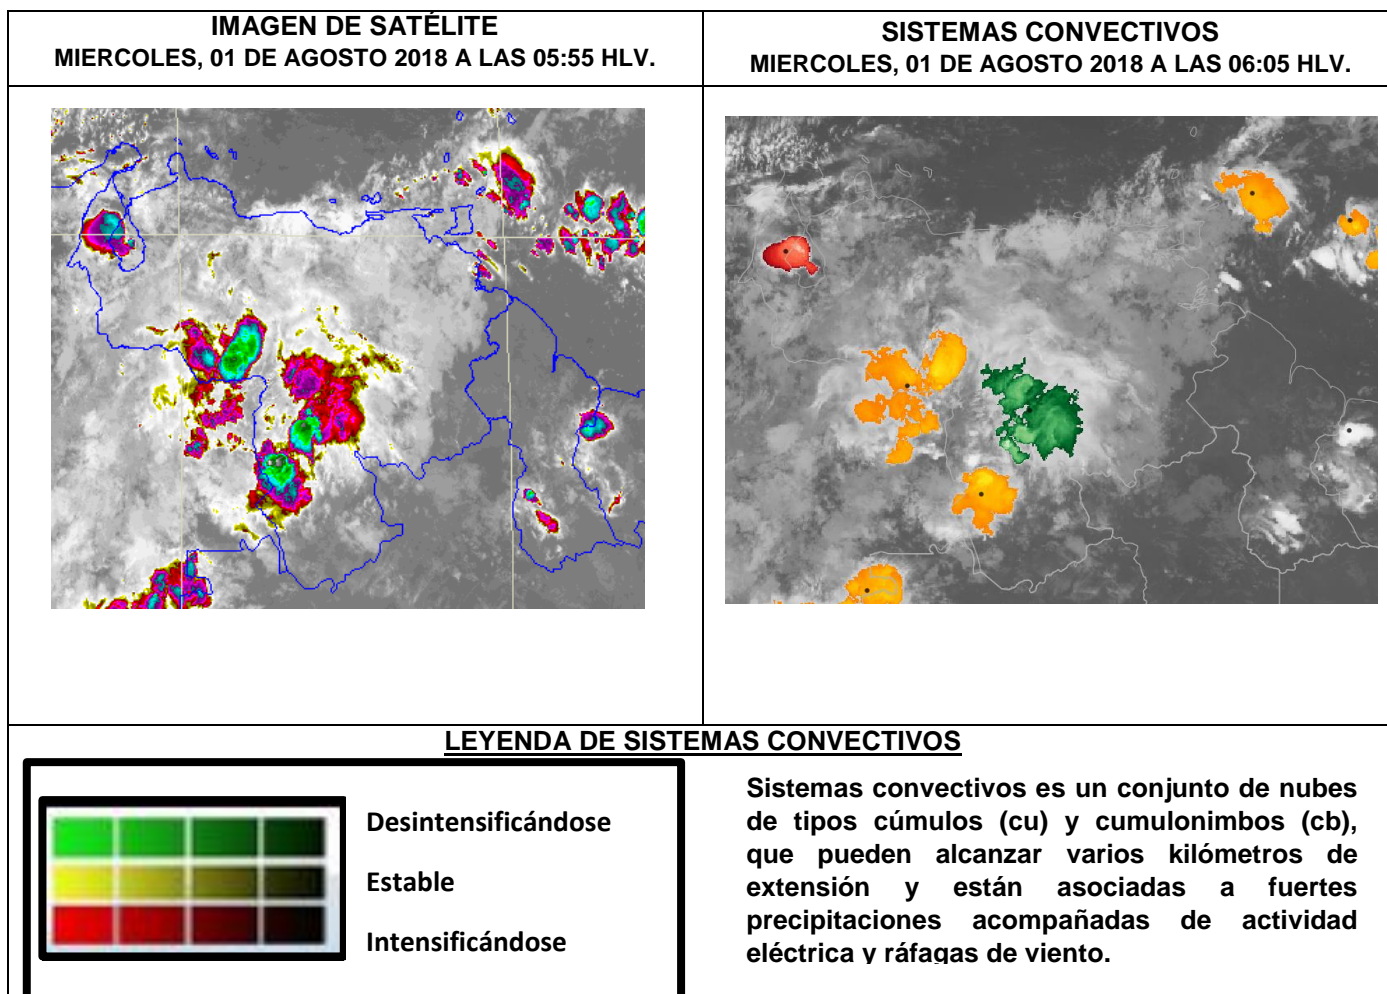 IMAGEN DE SATÉLITE
MIERCOLES, 01 DE AGOSTO 2018 A LAS 05:55 HLV.
SISTEMAS CONVECTIVOS
MIERCOLES, 01 DE AGOSTO 2018 A LAS 06:05 HLV.
LEYENDA DE SISTEMAS CONVECTIVOS
Desintensificándose
Estable
Intensificándose
Sistemas convectivos es un conjunto de nubes
de tipos cúmulos (cu) y cumulonimbos (cb),
que pueden alcanzar varios kilómetros de
extensión y están asociadas a fuertes
precipitaciones acompañadas de actividad
eléctrica y ráfagas de viento.